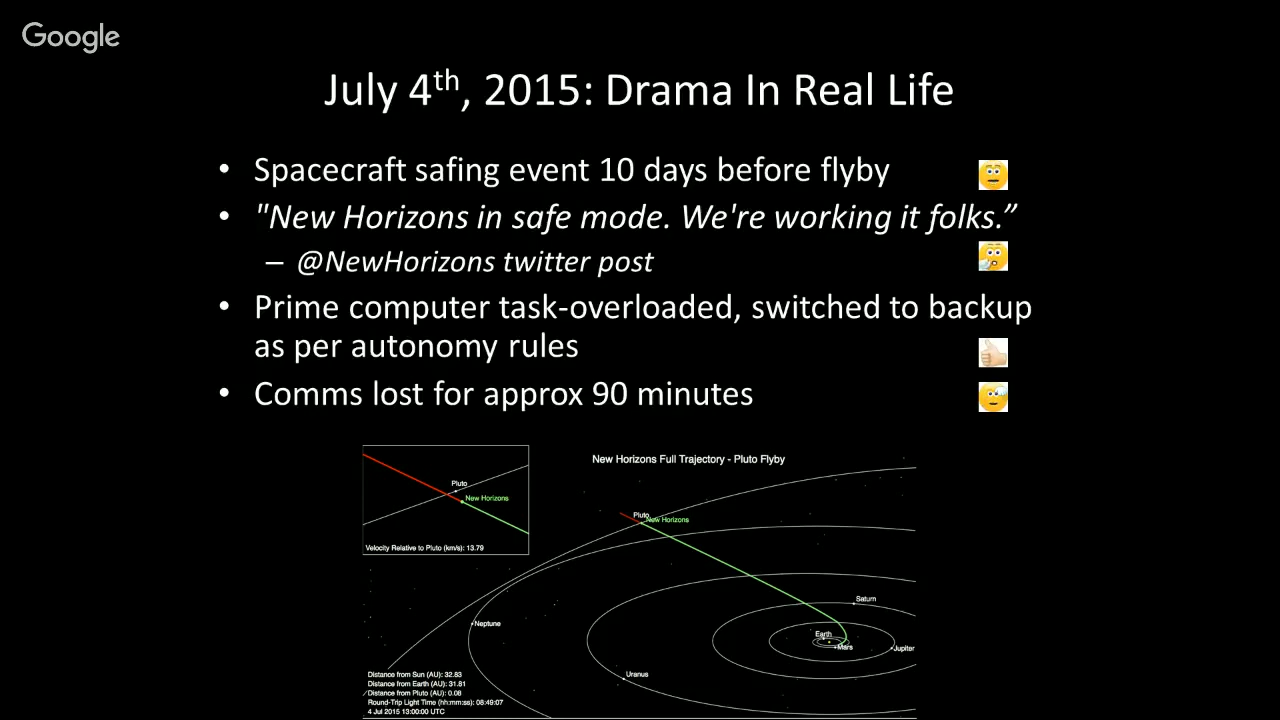 Google
July 4th, 2015: Drama In Real Life
• Spacecraft safing event 10 days before flyby
• "New Horizons in safe mode. We're working it folks.”
– @NewHorizons twitter post
• Prime computer task-overloaded, switched to backup
as per autonomy rules
• Comms lost for approx 90 minutes
Pluto
New Horizons
Velocity Relative to Pluto (km/s): 13.79
New Horizons Full Trajectory - Pluto Flyby
Pluto
New Horizons
Saturn
Neptune
Earth
Mars
Jupiter
Uranus
Distance from Sun (AU): 32.83
Distance from Earth (AU): 31.81
Distance from Pluto (AU): 0.08
Round-Trip Light Time (hh:mm:ss): 08:49:07
4 Jul 2015 13:00:00 UTC